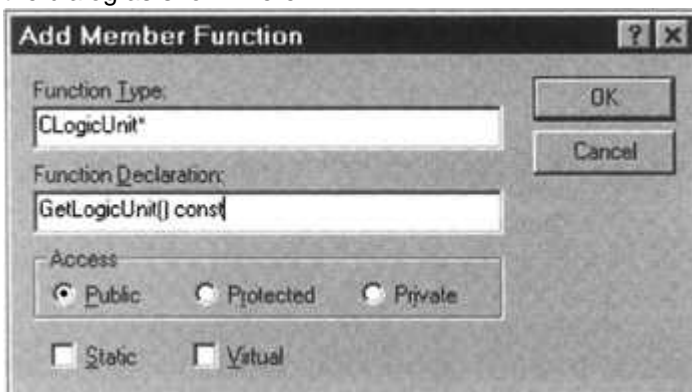 Add Member Function
Function Type:
CLogicUnit*
OK
Cancel
Function Declaration:
GetLogicUnit() const
Access
Public Protected Private
Static Virtual